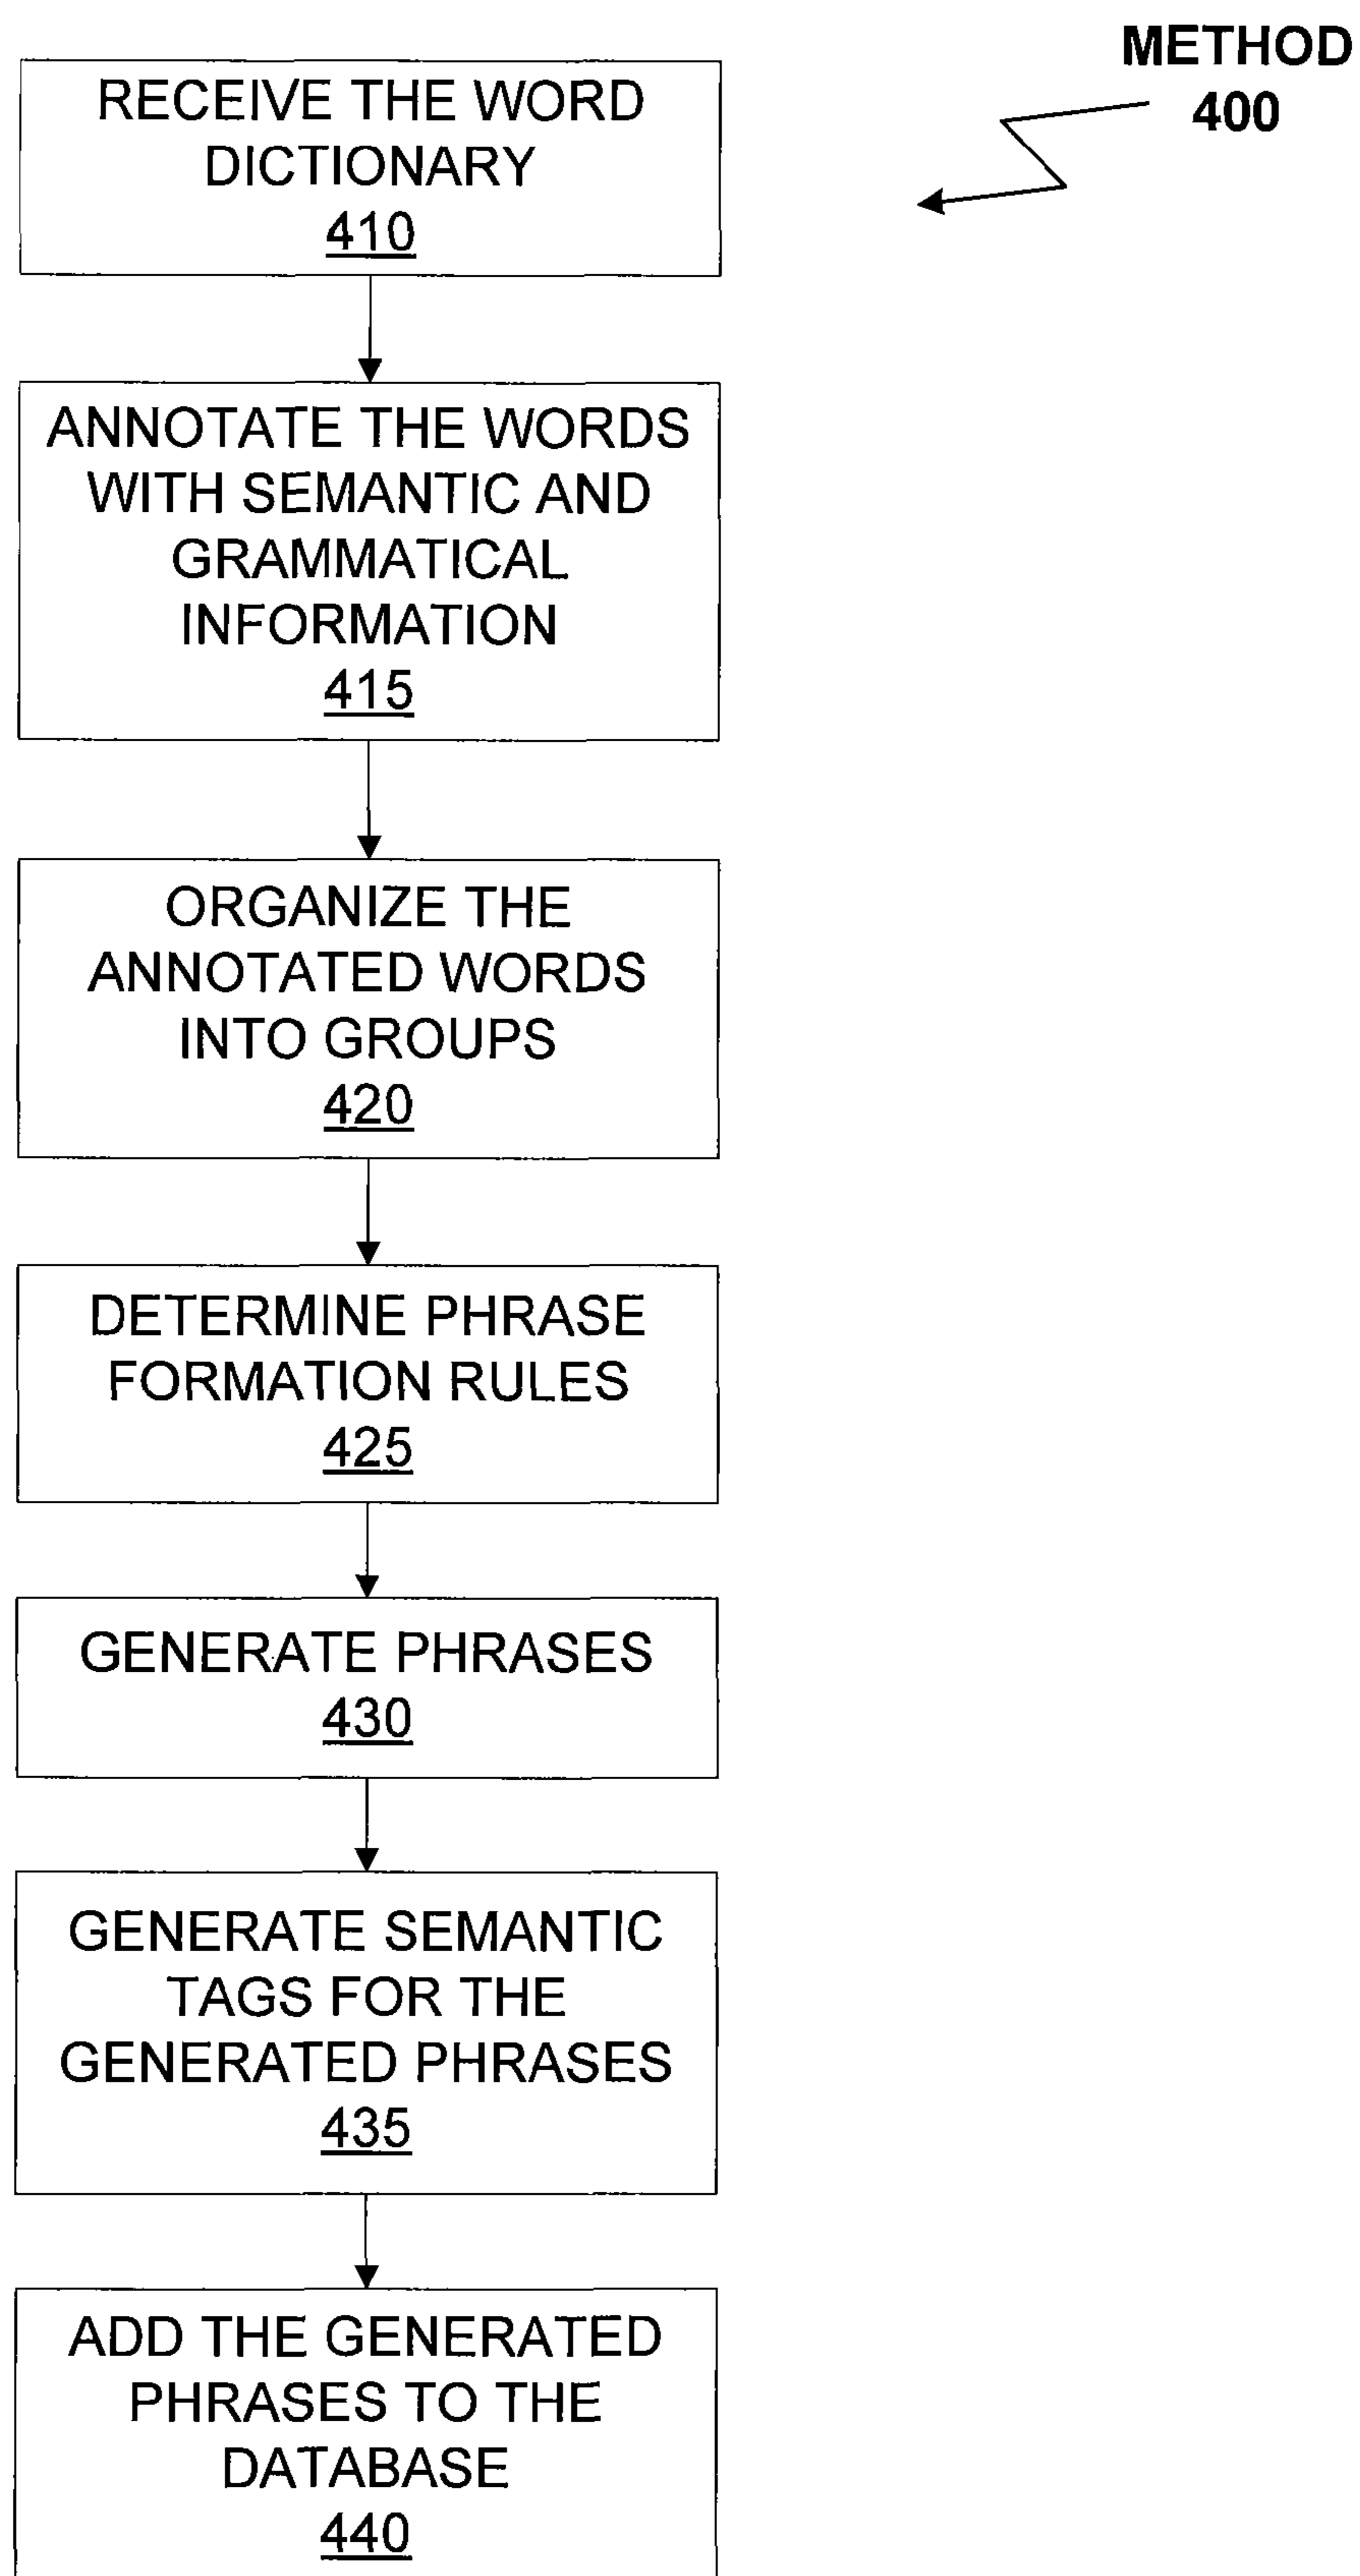 METHOD
400
RECEIVE THE WORD
DICTIONARY
410
ANNOTATE THE WORDS
WITH SEMANTIC AND
GRAMMATICAL
INFORMATION
415
ORGANIZE THE
ANNOTATED WORDS
INTO GROUPS
420
DETERMINE PHRASE
FORMATION RULES
425
GENERATE PHRASES
430
GENERATE SEMANTIC
TAGS FOR THE
GENERATED PHRASES
435
ADD THE GENERATED
PHRASES TO THE
DATABASE
440